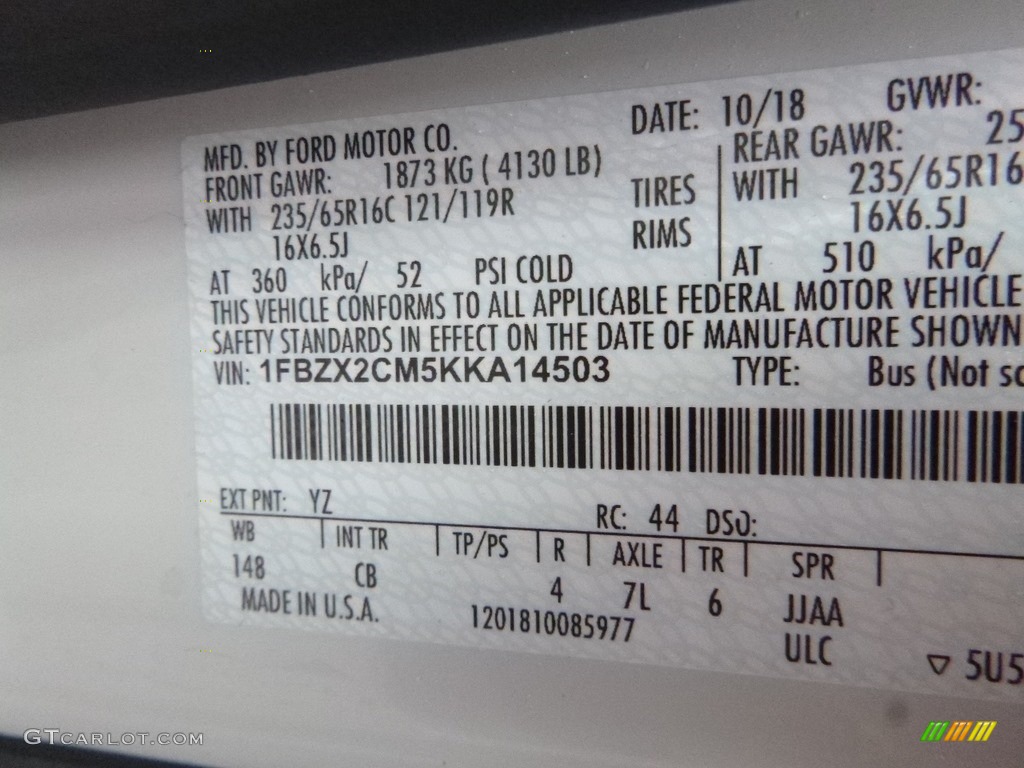 MFD. BY FORD MOTOR CO. DATE: 10/18 GVWR:
FRONT GAWR: 1873 KG ( 4130 LB) REAR GAWR: 25
WITH 235/65R16C 121/119R TIRES WITH 235/65R16
16X6.5J RIMS 16X6.5J
AT 360 kPa/ 52 PSI COLD AT 510 kPa/
THIS VEHICLE CONFORMS TO ALL APPLICABLE FEDERAL MOTOR VEHICLE
SAFETY STANDARDS IN EFFECT ON THE DATE OF MANUFACTURE SHOWN
VIN: 1FBZX2CM5KKA14503 TYPE: Bus (Not sc
EXT PNT: YZ RC: 44 DSO:
WB INT TR TP/PS R AXLE TR SPR
148 CB 4 7L 6 JJAA
MADE IN U.S.A. 1201810085977 ULC
▽ 5U5
GTCARLOT.COM